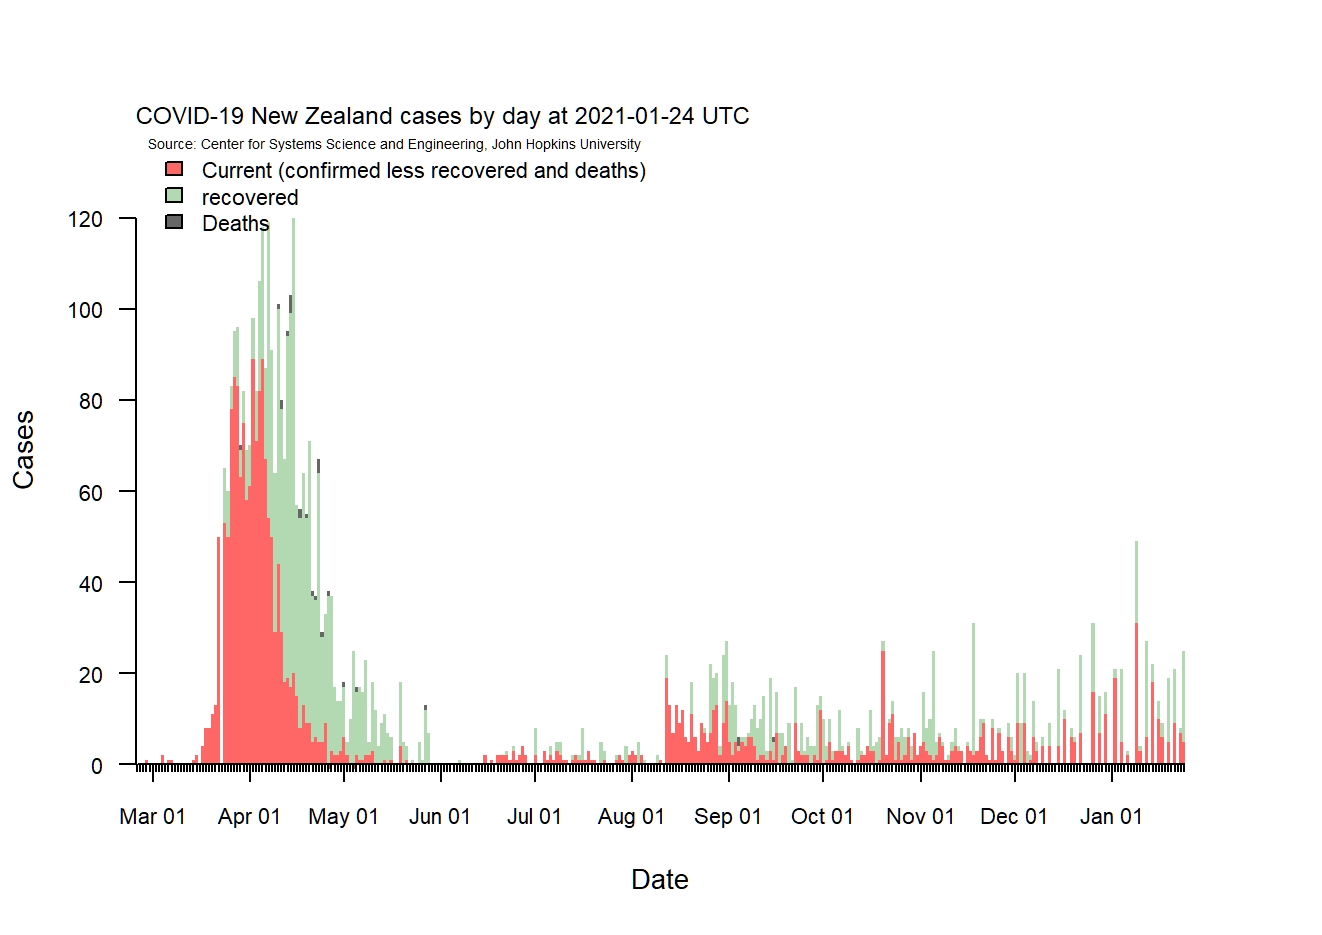 COVID-19 New Zealand cases by day at 2021-01-24 UTC
Source: Center for Systems Science and Engineering, John Hopkins University
Current (confirmed less recovered and deaths)
recovered
Deaths
120
100
80
60
40
20
0
Cases
Mar 01 Apr 01 May 01 Jun 01 Jul 01 Aug 01 Sep 01 Oct 01 Nov 01 Dec 01 Jan 01
Date